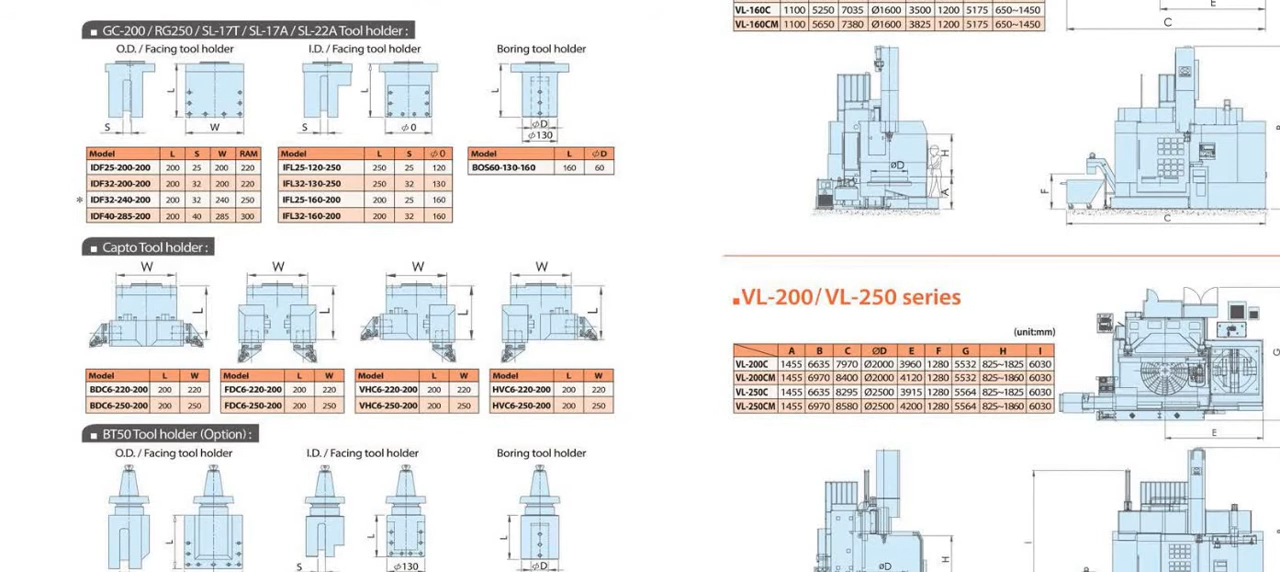 GC-200 / RG250 / SL-17T / SL-17A / SL-22A Tool holder :
O.D. / Facing tool holder
I.D. / Facing tool holder
Boring tool holder
L
L
L
S
W
S
ϕ0
ϕD
ϕ130
Model L S W RAM
IDF25-200-200 200 25 200 220
IDF32-200-200 200 32 200 220
* IDF32-240-200 200 32 240 250
IDF40-285-200 200 40 285 300
Model L S ϕ0
IFL25-120-250 250 25 120
IFL32-130-250 250 32 130
IFL25-160-200 200 25 160
IFL32-160-200 200 32 160
Model L ϕD
BOS60-130-160 160 60
Capto Tool holder :
W W W W
L L L L
Model L W
BDC6-220-200 200 220
BDC6-250-200 200 250
Model L W
FDC6-220-200 200 220
FDC6-250-200 200 250
Model L W
VHC6-220-200 200 220
VHC6-250-200 200 250
Model L W
HVC6-220-200 200 220
HVC6-250-200 200 250
BT50 Tool holder (Option) :
O.D. / Facing tool holder
I.D. / Facing tool holder
Boring tool holder
L
L
L
S
ϕ130
ϕD
VL-160C 1100 5250 7035 Ø1600 3500 1200 5175 650~1450
VL-160CM 1100 5650 7380 Ø1600 3825 1200 5175 650~1450
E
C
ØD
H
A
F
C
VL-200/ VL-250 series
(unit:mm)
A B C ØD E F G H I
VL-200C 1455 6635 7970 Ø2000 3960 1280 5532 825~1825 6030
VL-200CM 1455 6970 8400 Ø2000 4120 1280 5532 825~1860 6030
VL-250C 1455 6635 8295 Ø2500 3915 1280 5564 825~1825 6030
VL-250CM 1455 6970 8580 Ø2500 4200 1280 5564 825~1860 6030
G
E
ØD
H
I